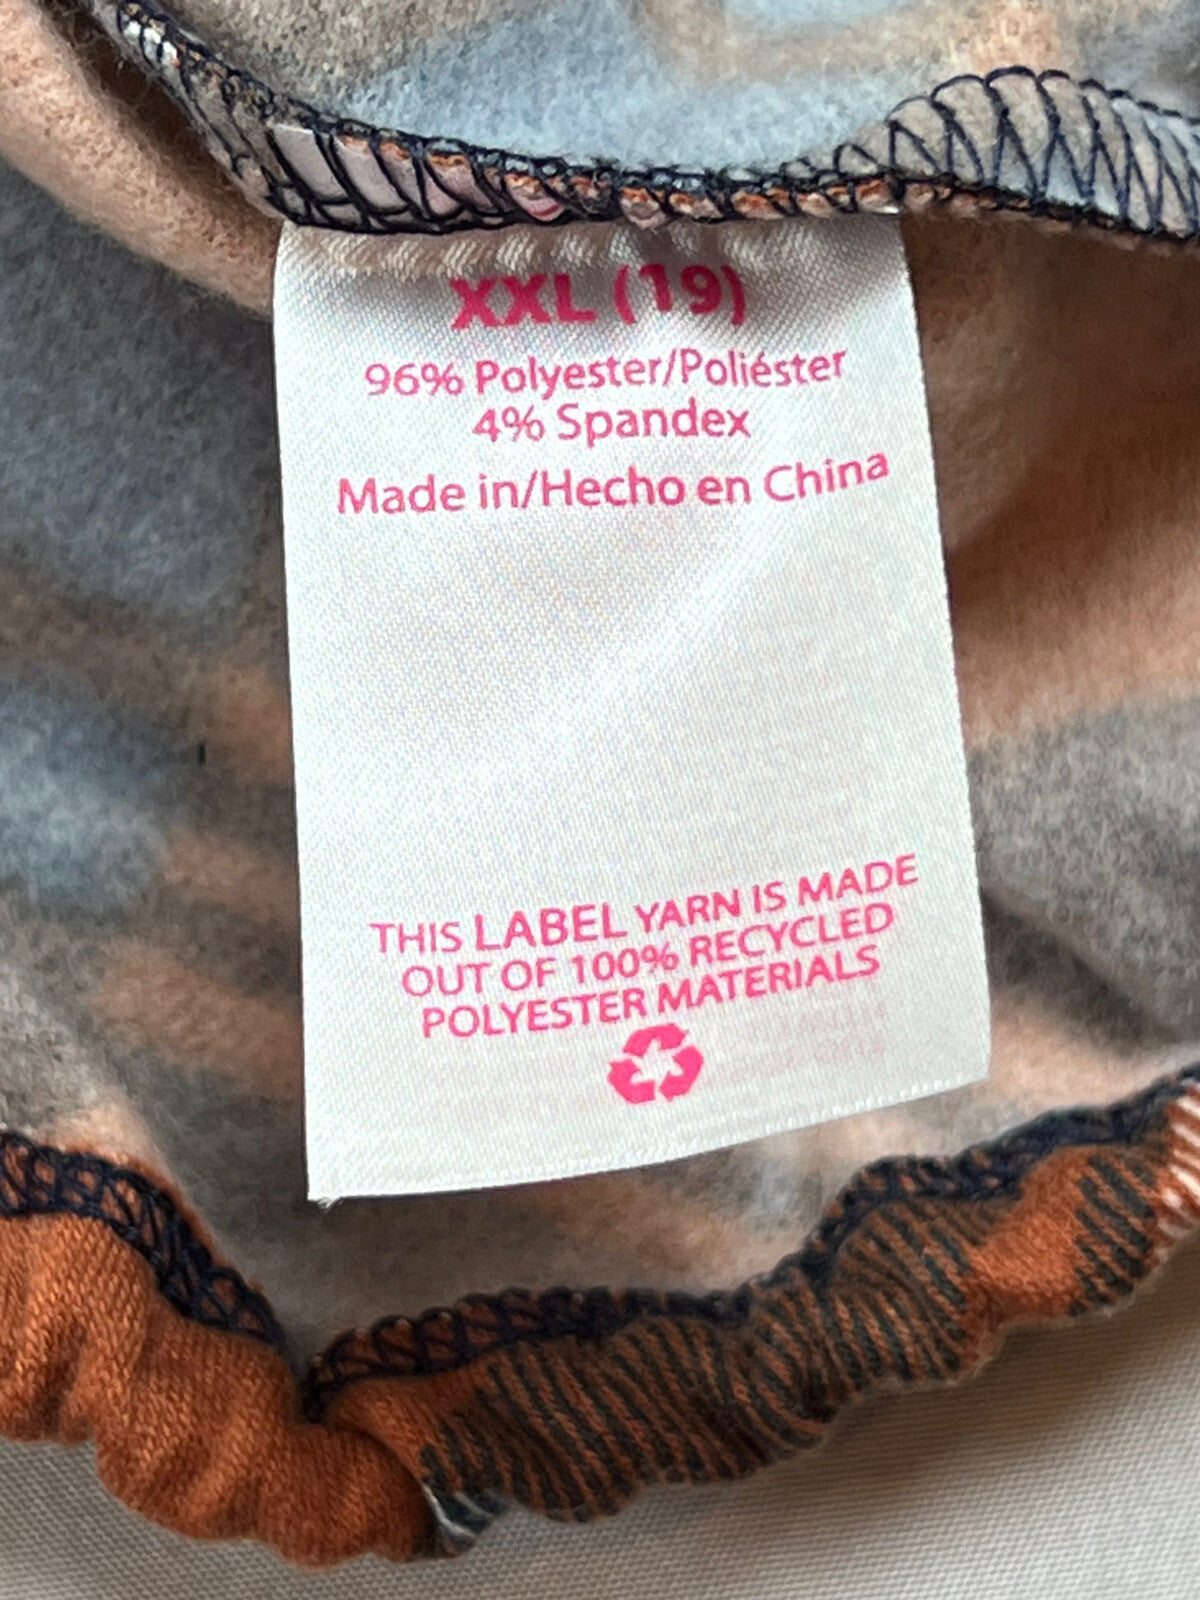 XXL (19)
96% Polyester/Poliéster
4% Spandex
Made in/Hecho en China
THIS LABEL YARN IS MADE
OUT OF 100% RECYCLED
POLYESTER MATERIALS